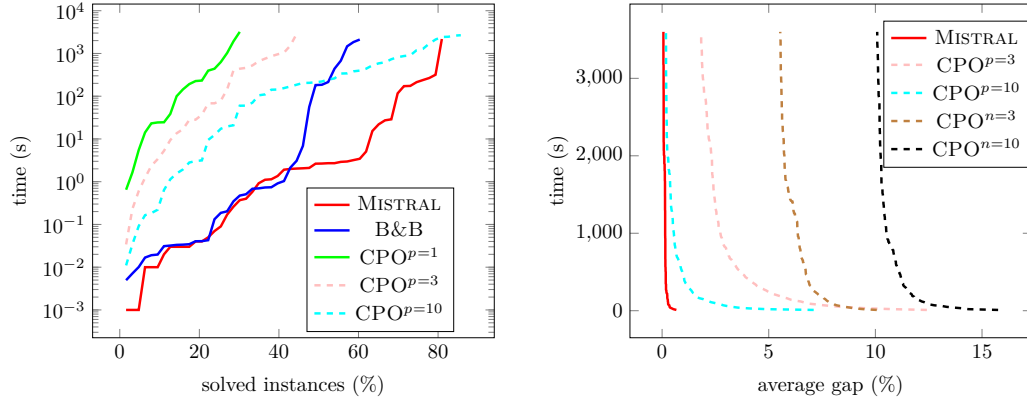 10^4
10^3
10^2
10^1
10^0
10^−1
10^−2
10^−3
time (s)
0 20 40 60 80
solved instances (%)
MISTRAL
B&B
CPO^{p=1}
CPO^{p=3}
CPO^{p=10}
3,000
2,000
1,000
0
time (s)
0 5 10 15
average gap (%)
MISTRAL
CPO^{p=3}
CPO^{p=10}
CPO^{n=3}
CPO^{n=10}